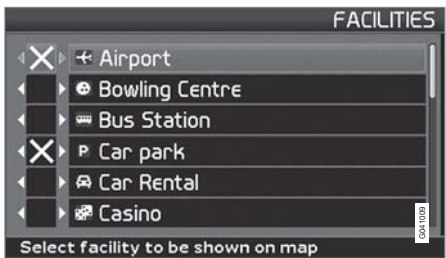 FACILITIES
Airport
Bowling Centre
Bus Station
P Car park
Car Rental
Casino
G041009
Select facility to be shown on map